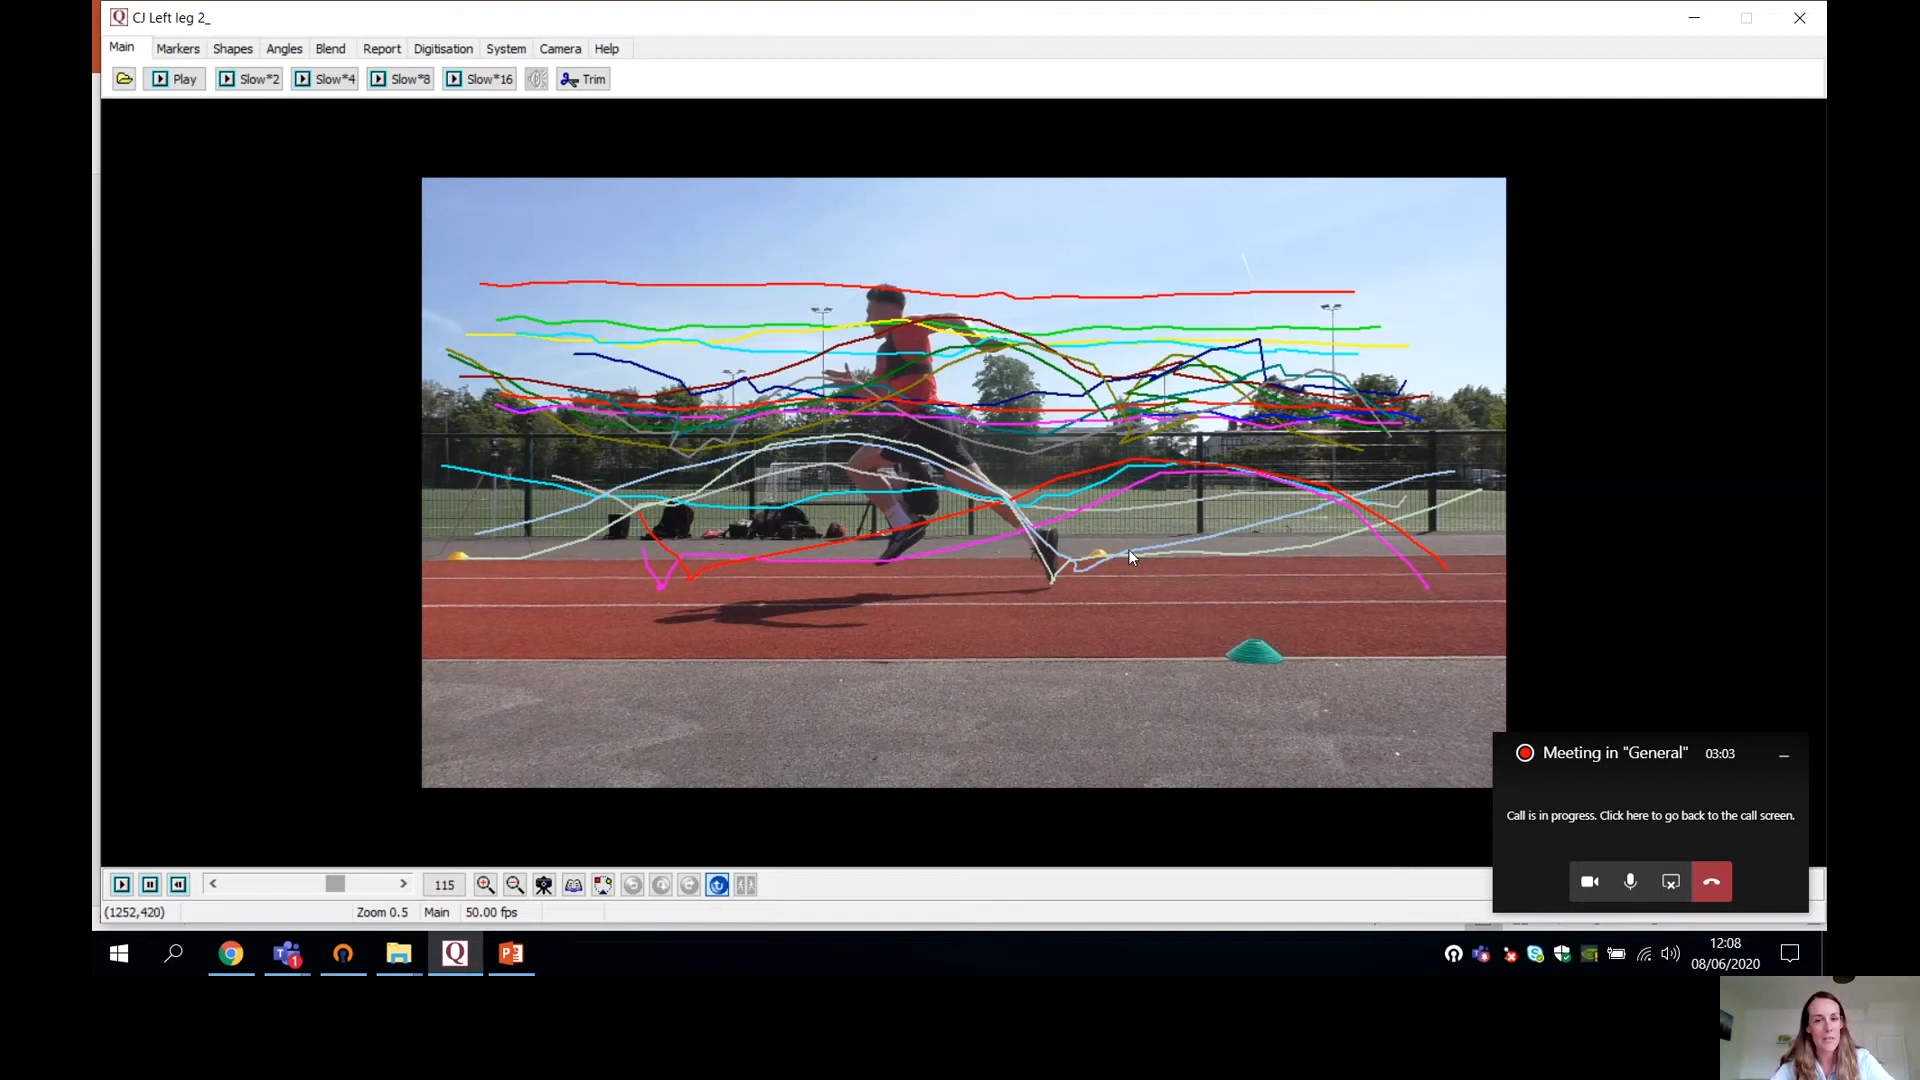 CJ Left leg 2_
Main Markers Shapes Angles Blend Report Digitisation System Camera Help
Play Slow*2 Slow*4 Slow*8 Slow*16 Trim
Meeting in "General" 03:03
Call is in progress. Click here to go back to the call screen.
115
(1252,420) Zoom 0.5 Main 50.00 fps
12:08
08/06/2020